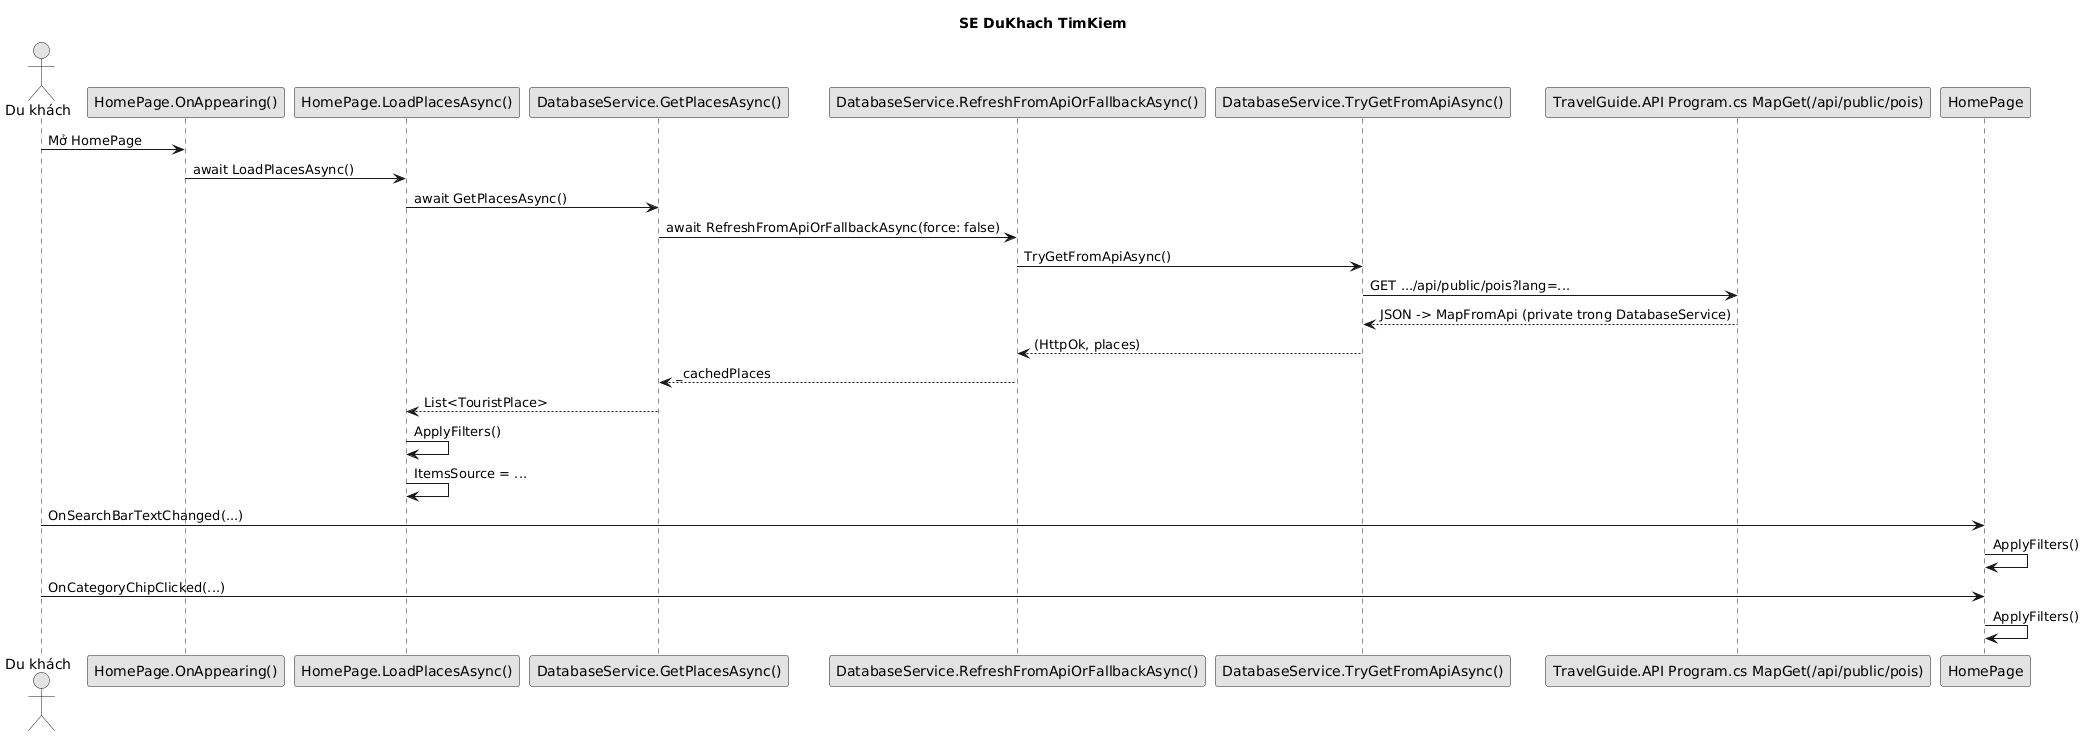 SE DuKhach TimKiem
Du khách
HomePage.OnAppearing()
HomePage.LoadPlacesAsync()
DatabaseService.GetPlacesAsync()
DatabaseService.RefreshFromApiOrFallbackAsync()
DatabaseService.TryGetFromApiAsync()
TravelGuide.API Program.cs MapGet(/api/public/pois)
HomePage
Mở HomePage
await LoadPlacesAsync()
await GetPlacesAsync()
await RefreshFromApiOrFallbackAsync(force: false)
TryGetFromApiAsync()
GET .../api/public/pois?lang=...
JSON -> MapFromApi (private trong DatabaseService)
(HttpOk, places)
_cachedPlaces
List<TouristPlace>
ApplyFilters()
ItemsSource = ...
OnSearchBarTextChanged(...)
ApplyFilters()
OnCategoryChipClicked(...)
ApplyFilters()
Du khách
HomePage.OnAppearing()
HomePage.LoadPlacesAsync()
DatabaseService.GetPlacesAsync()
DatabaseService.RefreshFromApiOrFallbackAsync()
DatabaseService.TryGetFromApiAsync()
TravelGuide.API Program.cs MapGet(/api/public/pois)
HomePage